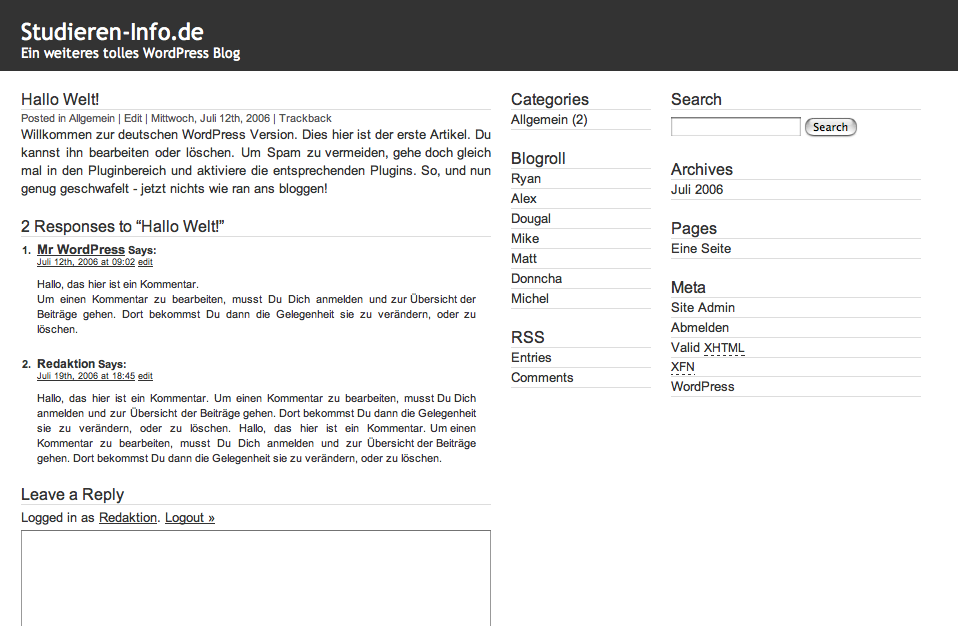 Studieren-Info.de
Ein weiteres tolles WordPress Blog
Hallo Welt!
Posted in Allgemein | Edit | Mittwoch, Juli 12th, 2006 | Trackback
Willkommen zur deutschen WordPress Version. Dies hier ist der erste Artikel. Du
kannst ihn bearbeiten oder löschen. Um Spam zu vermeiden, gehe doch gleich
mal in den Pluginbereich und aktiviere die entsprechenden Plugins. So, und nun
genug geschwafelt - jetzt nichts wie ran ans bloggen!
2 Responses to “Hallo Welt!”
1. Mr WordPress Says:
Juli 12th, 2006 at 09:02 edit
Hallo, das hier ist ein Kommentar.
Um einen Kommentar zu bearbeiten, musst Du Dich anmelden und zur Übersicht der
Beiträge gehen. Dort bekommst Du dann die Gelegenheit sie zu verändern, oder zu
löschen.
2. Redaktion Says:
Juli 19th, 2006 at 18:45 edit
Hallo, das hier ist ein Kommentar. Um einen Kommentar zu bearbeiten, musst Du Dich
anmelden und zur Übersicht der Beiträge gehen. Dort bekommst Du dann die Gelegenheit
sie zu verändern, oder zu löschen. Hallo, das hier ist ein Kommentar. Um einen
Kommentar zu bearbeiten, musst Du Dich anmelden und zur Übersicht der Beiträge
gehen. Dort bekommst Du dann die Gelegenheit sie zu verändern, oder zu löschen.
Leave a Reply
Logged in as Redaktion. Logout »
Categories
Allgemein (2)
Blogroll
Ryan
Alex
Dougal
Mike
Matt
Donncha
Michel
RSS
Entries
Comments
Search
Search
Archives
Juli 2006
Pages
Eine Seite
Meta
Site Admin
Abmelden
Valid XHTML
XFN
WordPress